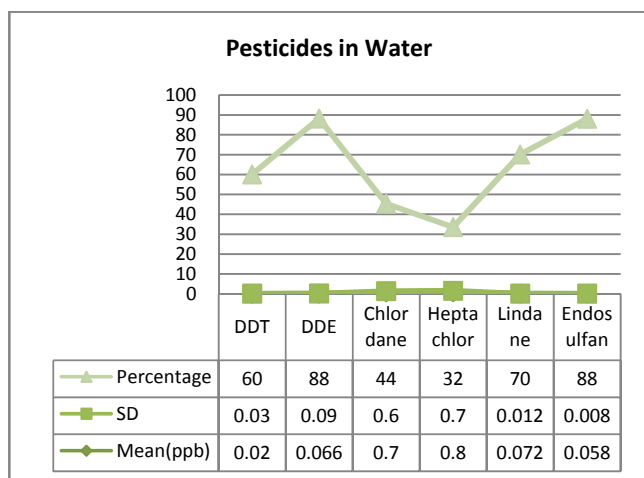 Pesticides in Water
100
90
80
70
60
50
40
30
20
10
0
DDT DDE Chlor Hepta Linda Endos
dane chlor ne ulfan
Percentage 60 88 44 32 70 88
SD 0.03 0.09 0.6 0.7 0.012 0.008
Mean(ppb) 0.02 0.066 0.7 0.8 0.072 0.058